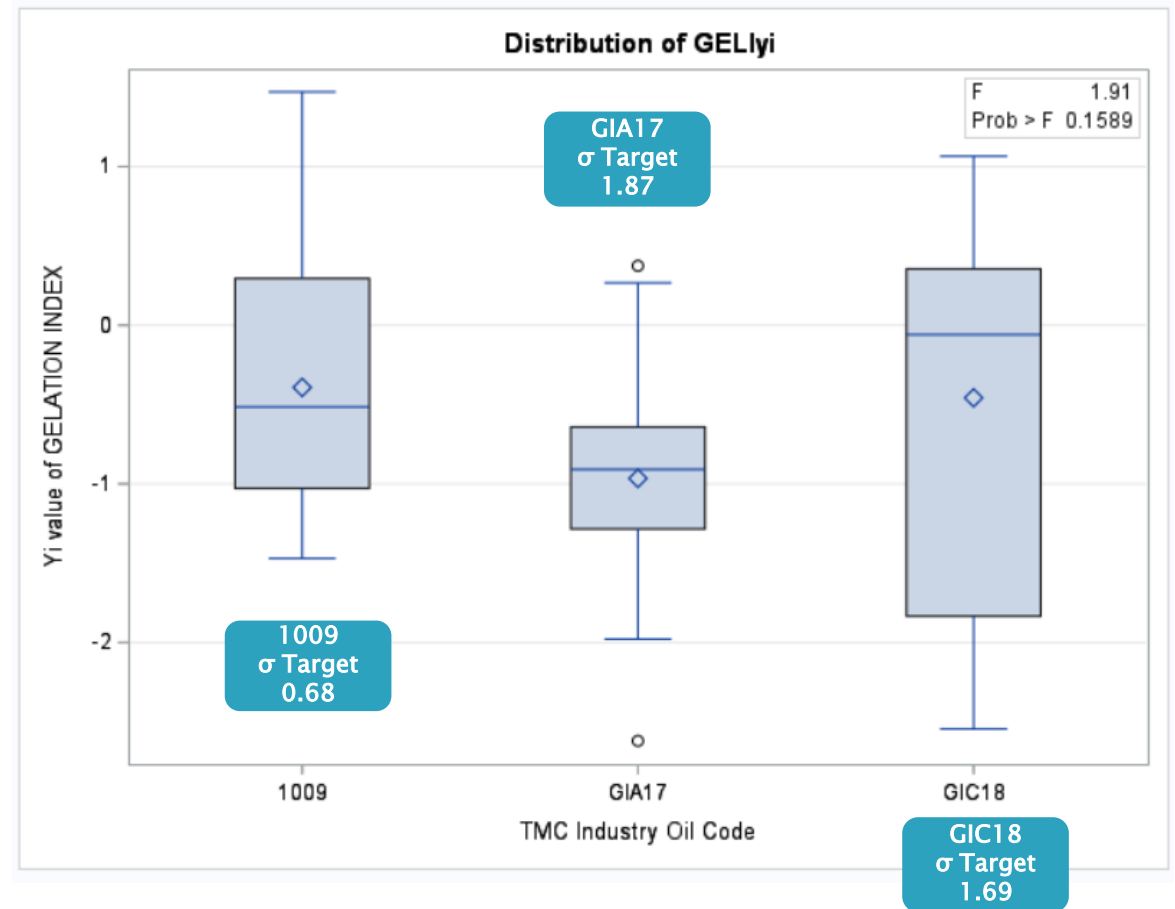 Distribution of GELIyi
F 1.91
Prob > F 0.1589
GIA17
σ Target
1.87
1
0
-1
-2
Yi value of GELATION INDEX
1009
σ Target
0.68
1009
GIA17
GIC18
TMC Industry Oil Code
GIC18
σ Target
1.69